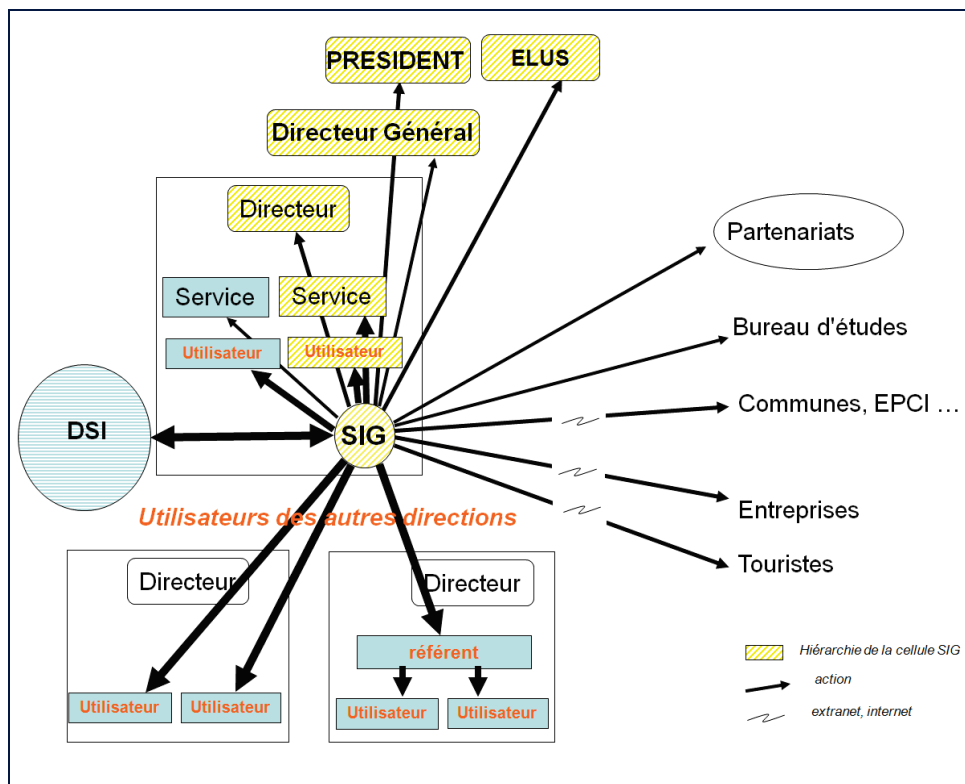 PRESIDENT
ELUS
Directeur Général
Directeur
Service
Service
Utilisateur
Utilisateur
DSI
SIG
Partenariats
Bureau d'études
Communes, EPCI ...
Entreprises
Touristes
Utilisateurs des autres directions
Directeur
Utilisateur
Utilisateur
Directeur
référent
Utilisateur
Utilisateur
Hiérarchie de la cellule SIG
action
extranet, internet